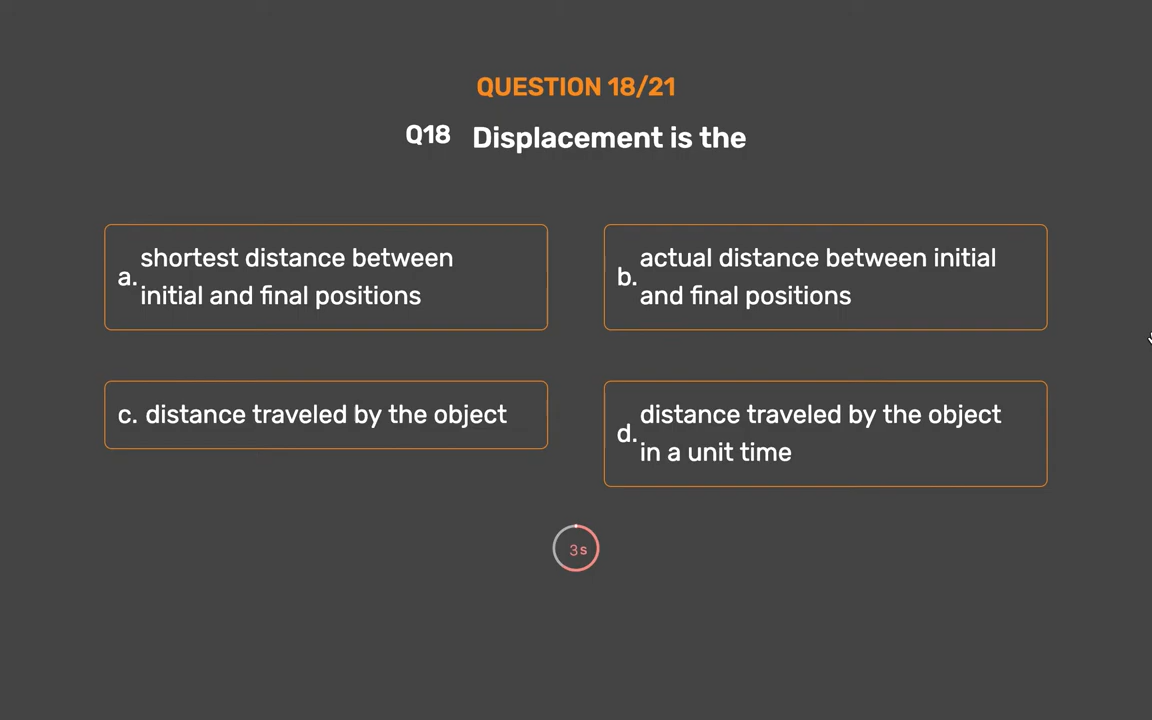 QUESTION 18/21
Q18 Displacement is the
a. shortest distance between
initial and final positions
b. actual distance between initial
and final positions
c. distance traveled by the object
d. distance traveled by the object
in a unit time
3s